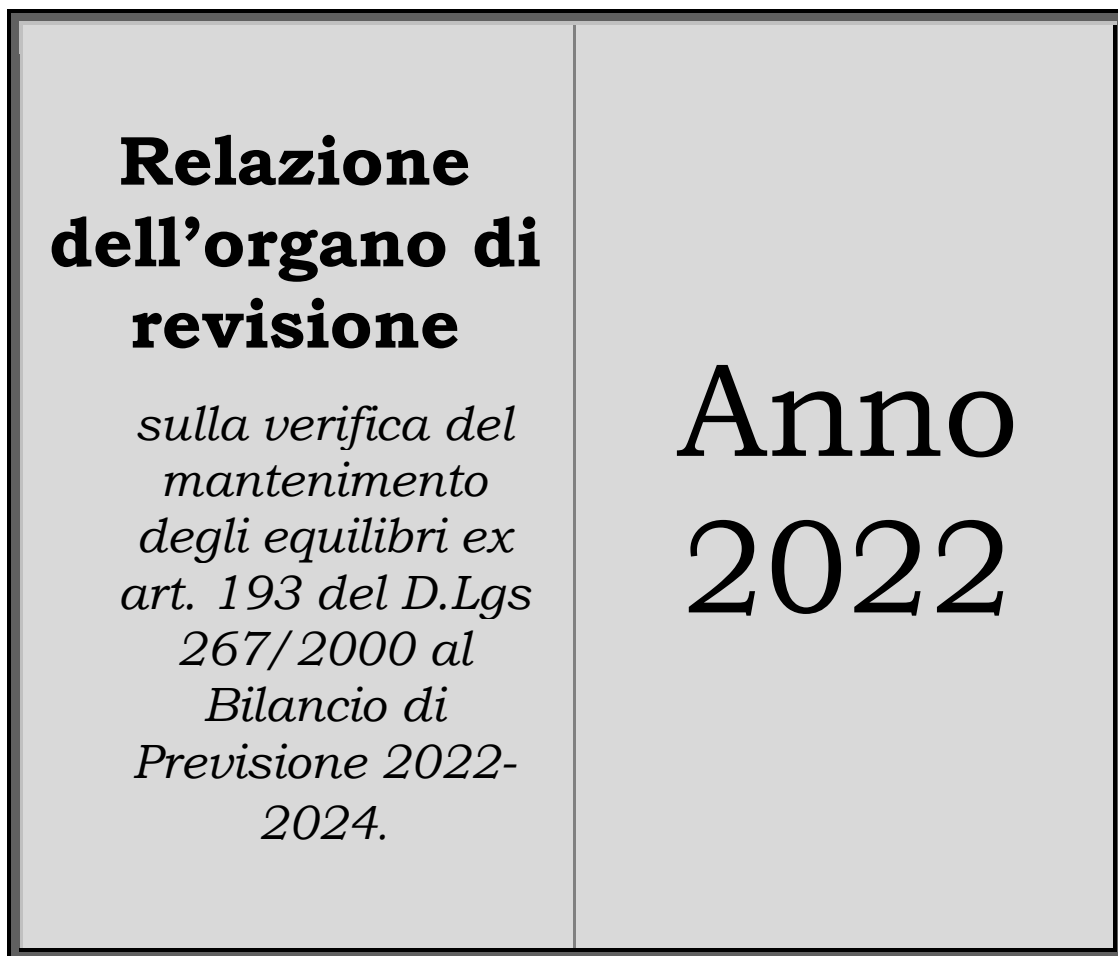 Relazione
dell’organo di
revisione
sulla verifica del
mantenimento
degli equilibri ex
art. 193 del D.Lgs
267/2000 al
Bilancio di
Previsione 2022-
2024.
Anno
2022